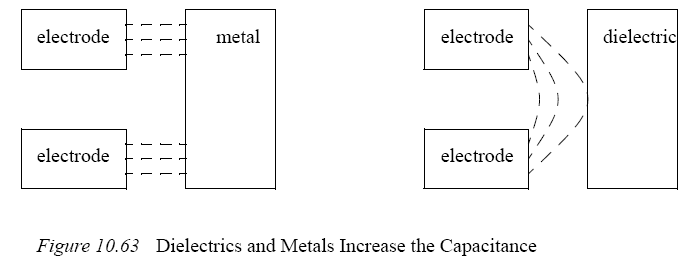 electrode metal electrode dielectric
electrode electrode
Figure 10.63 Dielectrics and Metals Increase the Capacitance